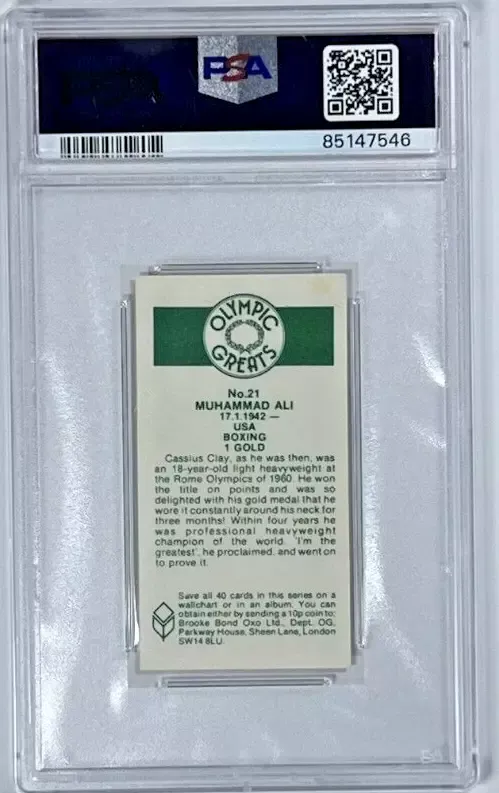 PSA
85147546
OLYMPIC
GREATS
No.21
MUHAMMAD ALI
17.1.1942 —
USA
BOXING
1 GOLD
Cassius Clay, as he was then, was
an 18-year-old light heavyweight at
the Rome Olympics of 1960. He won
the title on points and was so
delighted with his gold medal that he
wore it constantly around his neck for
three months! Within four years he
was professional heavyweight
champion of the world. 'I'm the
greatest', he proclaimed, and went on
to prove it.
Save all 40 cards in this series on a
wallchart or in an album. You can
obtain either by sending a 10p coin to:
Brooke Bond Oxo Ltd., Dept. OG,
Parkway House, Sheen Lane, London
SW14 8LU.